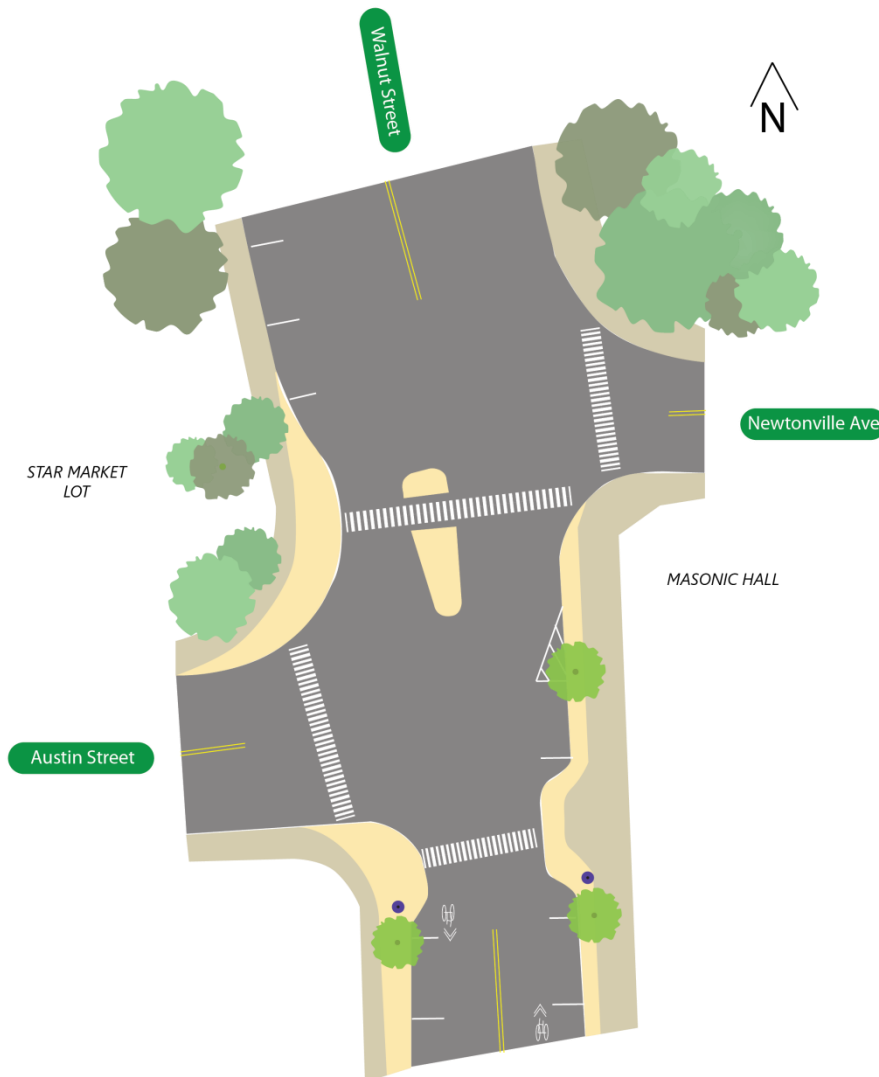 Walnut Street
N
Newtonville Ave
STAR MARKET
LOT
MASONIC HALL
Austin Street